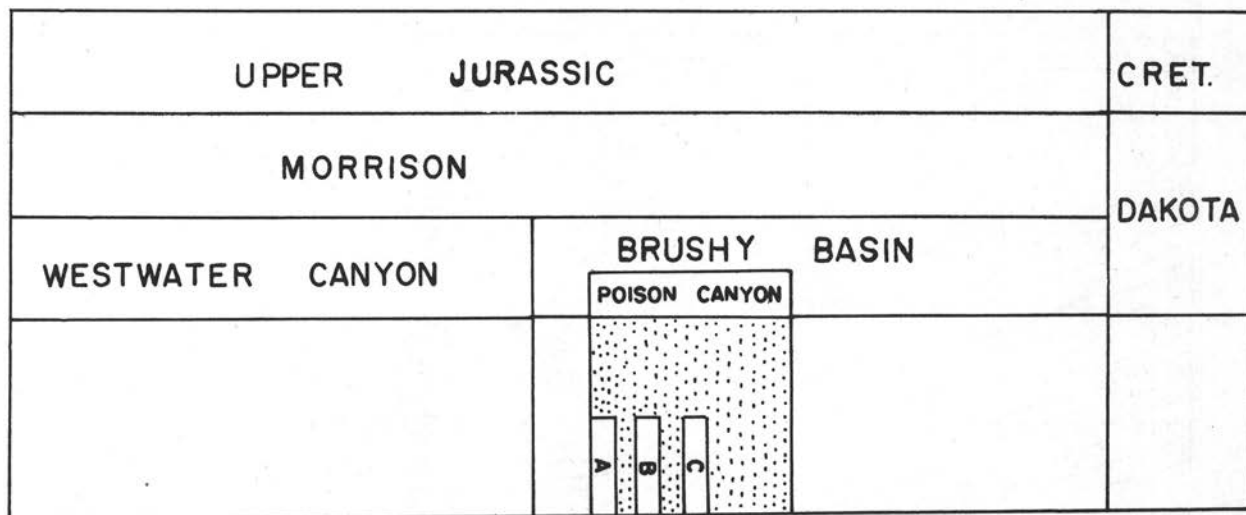 UPPER JURASSIC
CRET.
MORRISON
DAKOTA
WESTWATER CANYON
BRUSHY BASIN
POISON CANYON
A
B
C